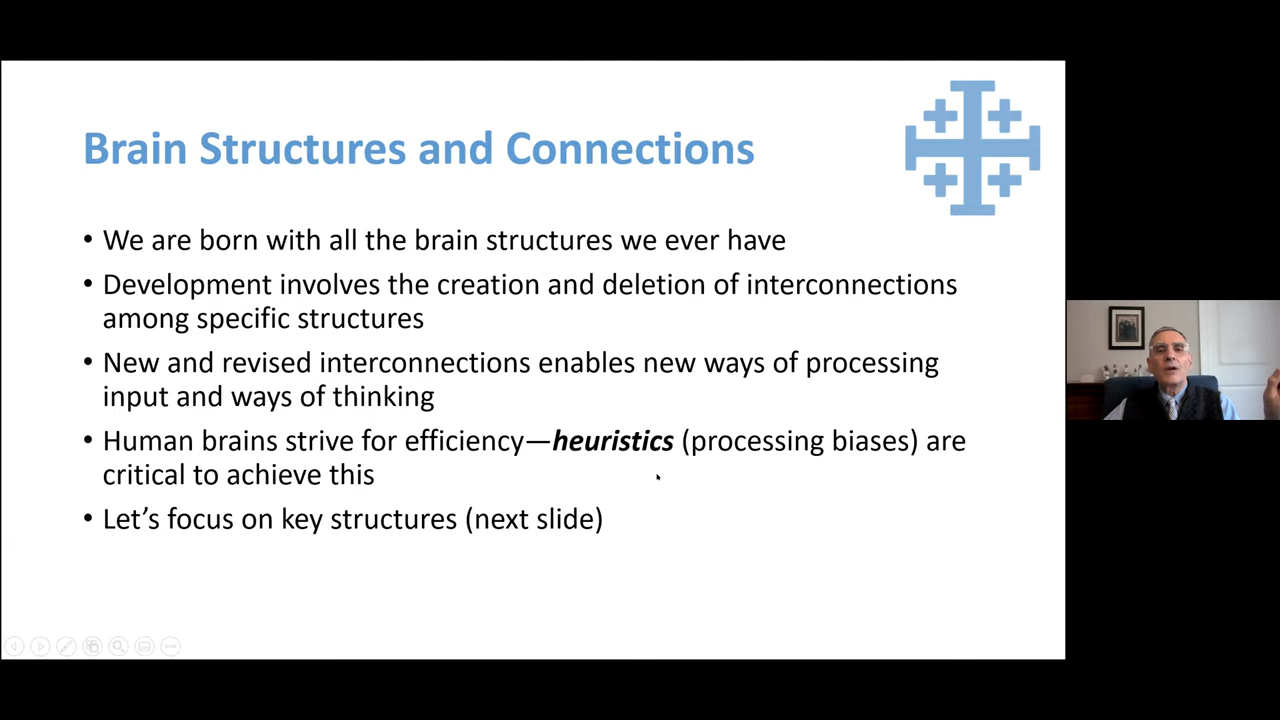 Brain Structures and Connections
• We are born with all the brain structures we ever have
• Development involves the creation and deletion of interconnections
among specific structures
• New and revised interconnections enables new ways of processing
input and ways of thinking
• Human brains strive for efficiency—heuristics (processing biases) are
critical to achieve this
• Let’s focus on key structures (next slide)